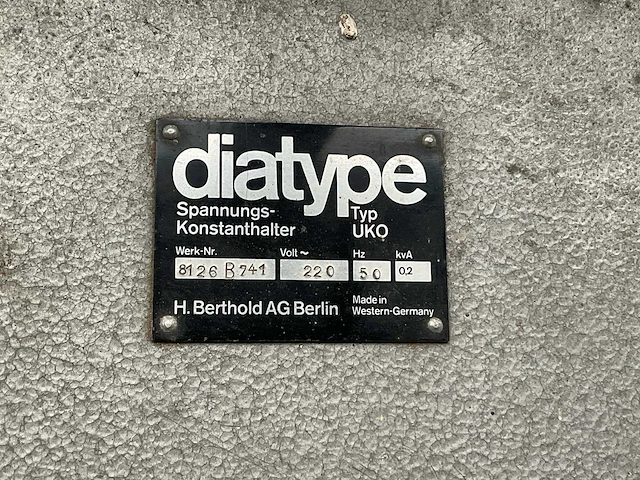 diatype
Spannungs-
Konstanthalter
Typ
UKO
Werk-Nr. Volt ~ Hz kvA
8126 B 741 220 50 0,2
H. Berthold AG Berlin
Made in
Western-Germany